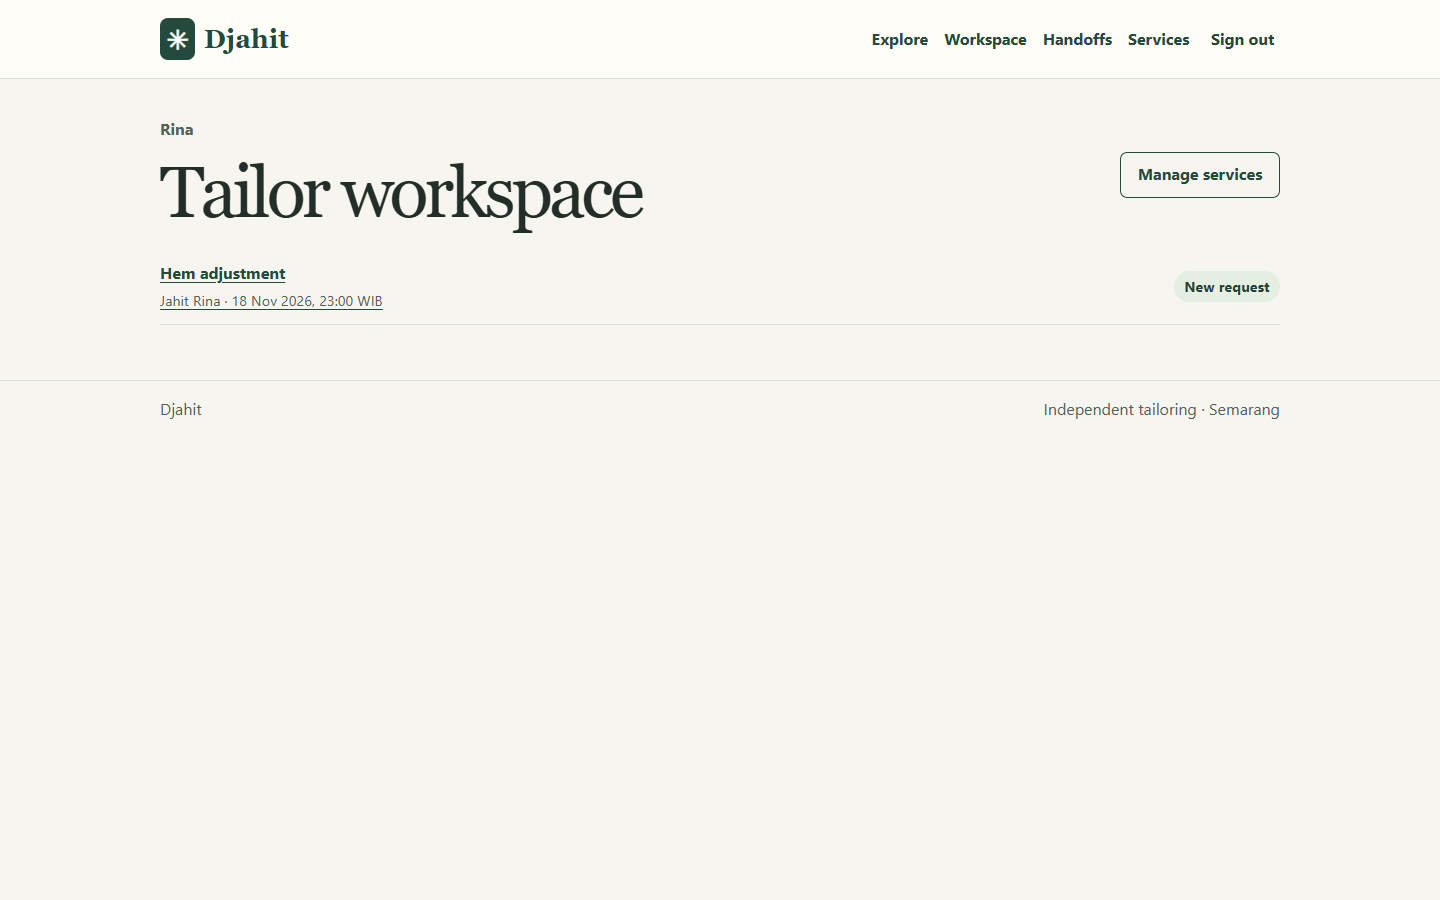 Djahit
Explore Workspace Handoffs Services Sign out
Rina
Tailor workspace
Manage services
Hem adjustment
Jahit Rina · 18 Nov 2026, 23:00 WIB
New request
Djahit
Independent tailoring · Semarang